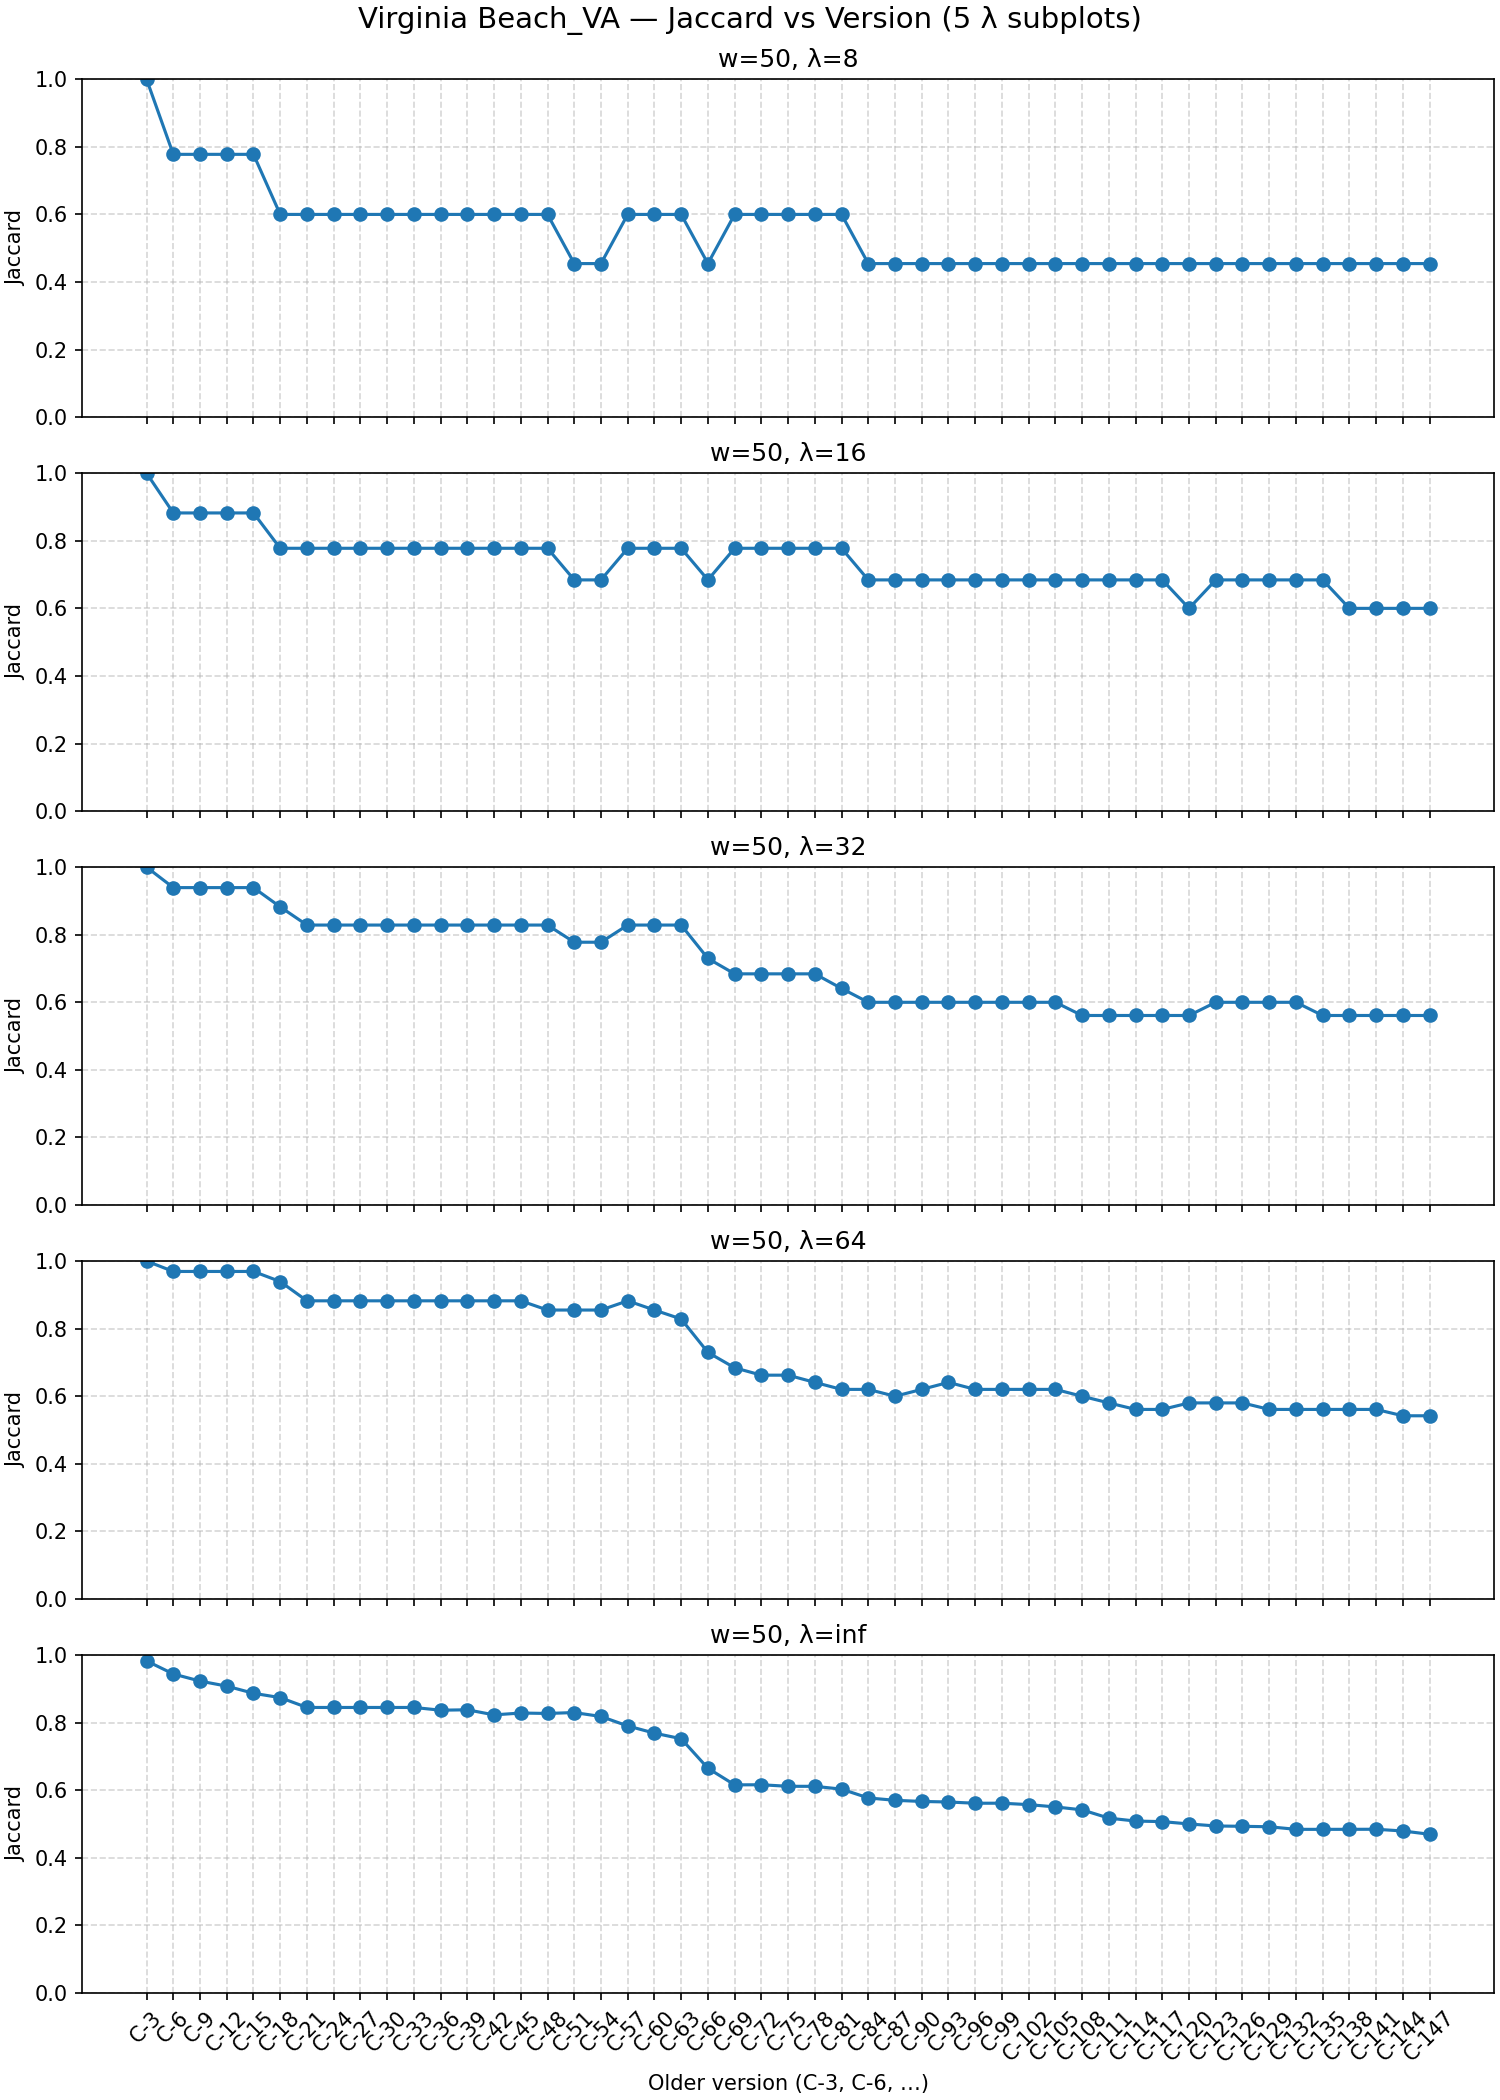 Virginia Beach_VA — Jaccard vs Version (5 λ subplots)
w=50, λ=8
1.0
0.8
0.6
0.4
0.2
0.0
Jaccard
w=50, λ=16
1.0
0.8
0.6
0.4
0.2
0.0
Jaccard
w=50, λ=32
1.0
0.8
0.6
0.4
0.2
0.0
Jaccard
w=50, λ=64
1.0
0.8
0.6
0.4
0.2
0.0
Jaccard
w=50, λ=inf
1.0
0.8
0.6
0.4
0.2
0.0
Jaccard
C-3
C-6
C-9
C-12
C-15
C-18
C-21
C-24
C-27
C-30
C-33
C-36
C-39
C-42
C-45
C-48
C-51
C-54
C-57
C-60
C-63
C-66
C-69
C-72
C-75
C-78
C-81
C-84
C-87
C-90
C-93
C-96
C-99
C-102
C-105
C-108
C-111
C-114
C-117
C-120
C-123
C-126
C-129
C-132
C-135
C-138
C-141
C-144
C-147
Older version (C-3, C-6, ...)